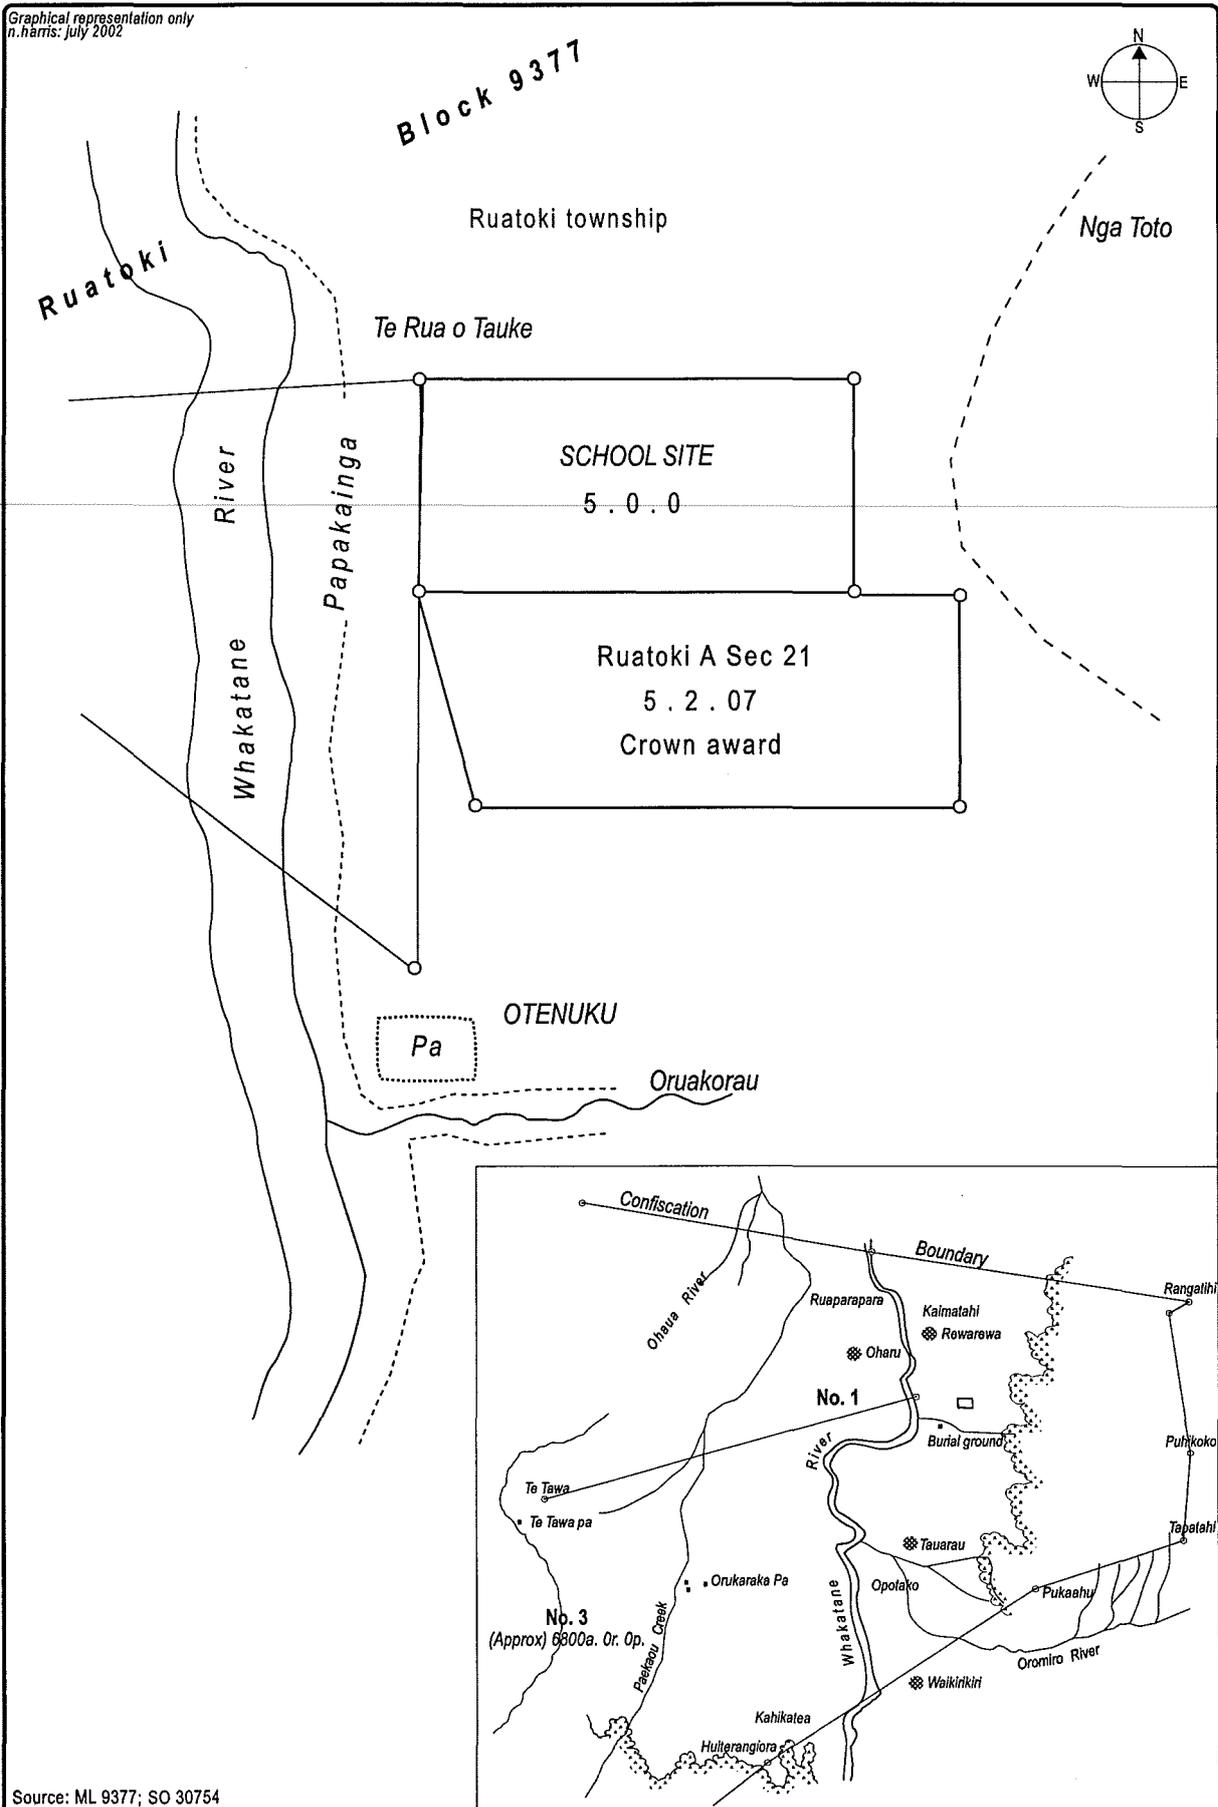 Graphical representation only
n.harris: july 2002
Block 9377
N
W
E
S
Ruatoki township
Nga Toto
Ruatoki
Te Rua o Tauke
SCHOOL SITE
5 . 0 . 0
River
Papakainga
Whakatane
Ruatoki A Sec 21
5 . 2 . 07
Crown award
OTENUKU
Pa
Oruakorau
Confiscation
Boundary
Ohaua River
Ruaparapara
Kaimatahi
Rangatihi
Rewarewa
Oharu
No. 1
Burial ground
River
Puhikoko
Te Tawa
Te Tawa pa
Tapatahi
Tauarau
Orukaraka Pa
Opotako
Pukaahu
No. 3
(Approx) 6800a. 0r. 0p.
Paekaou Creek
Whakatane
Oromiro River
Waikirikiri
Kahikatea
Huiterangiora
Source: ML 9377; SO 30754